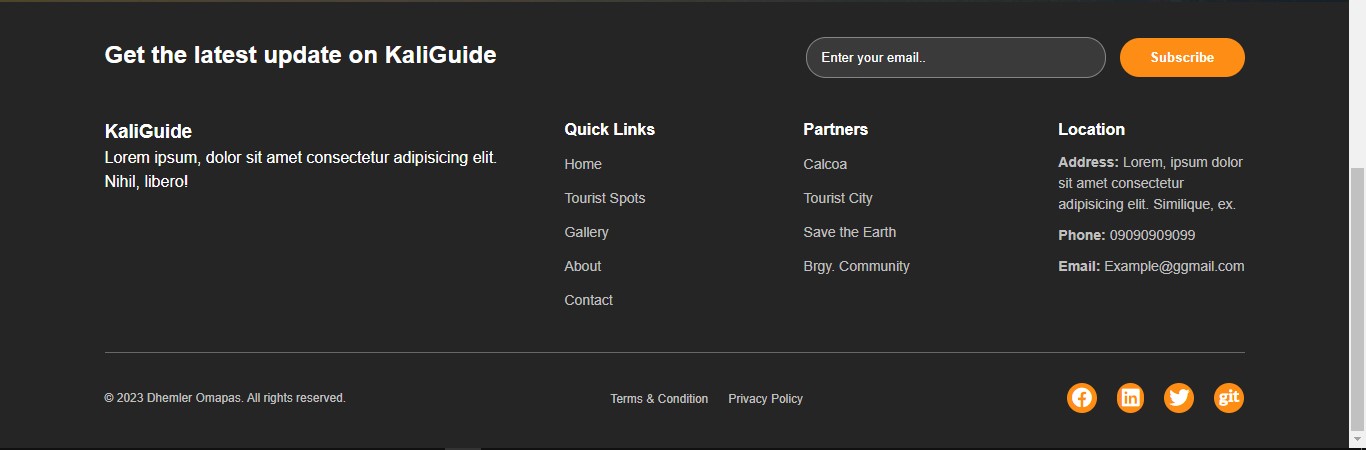 Get the latest update on KaliGuide
Enter your email..
Subscribe
KaliGuide
Lorem ipsum, dolor sit amet consectetur adipisicing elit.
Nihil, libero!
Quick Links
Home
Tourist Spots
Gallery
About
Contact
Partners
Calcoa
Tourist City
Save the Earth
Brgy. Community
Location
Address: Lorem, ipsum dolor
sit amet consectetur
adipisicing elit. Similique, ex.
Phone: 09090909099
Email: Example@ggmail.com
© 2023 Dhemler Omapas. All rights reserved.
Terms & Condition
Privacy Policy
in
git